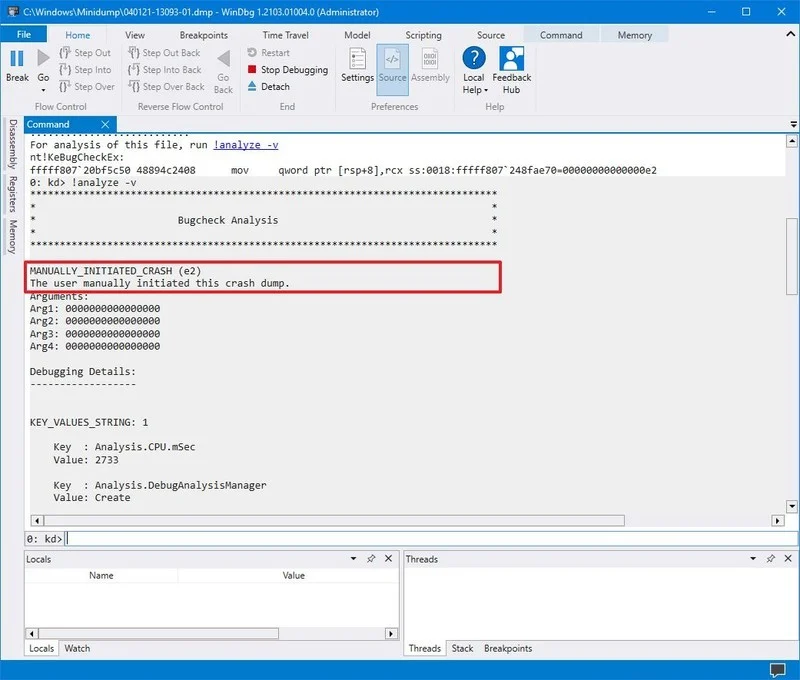 C:\Windows\Minidump\040121-13093-01.dmp - WinDbg 1.2103.01004.0 (Administrator)
File Home View Breakpoints Time Travel Model Scripting Source Command Memory
Break Go
Step Out
Step Into
Step Over
Flow Control
Step Out Back
Step Into Back
Step Over Back
Go Back
Reverse Flow Control
Restart
Stop Debugging
Detach
End
Settings Source Assembly
Preferences
Local Help
Feedback Hub
Help
Command
Disassembly
Registers
Memory
For analysis of this file, run !analyze -v
nt!KeBugCheckEx:
fffff807`20bf5c50 48894c2408 mov qword ptr [rsp+8],rcx ss:0018:fffff807`248fae70=00000000000000e2
0: kd> !analyze -v
*******************************************************************************
* *
* Bugcheck Analysis *
* *
*******************************************************************************
MANUALLY_INITIATED_CRASH (e2)
The user manually initiated this crash dump.
Arguments:
Arg1: 0000000000000000
Arg2: 0000000000000000
Arg3: 0000000000000000
Arg4: 0000000000000000
Debugging Details:
------------------
KEY_VALUES_STRING: 1
Key : Analysis.CPU.mSec
Value: 2733
Key : Analysis.DebugAnalysisManager
Value: Create
0: kd>
Locals
Name Value
Locals Watch
Threads
Threads Stack Breakpoints